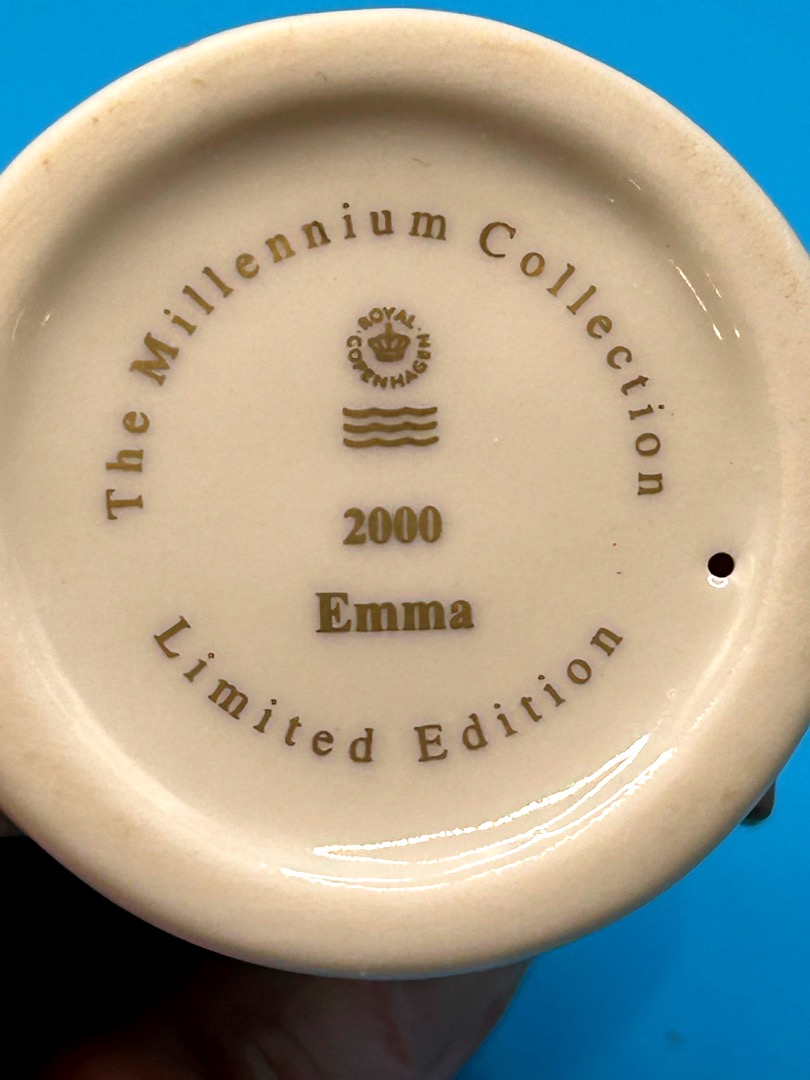 The Millennium Collection
ROYAL
COPENHAGEN
2000
Emma
Limited Edition